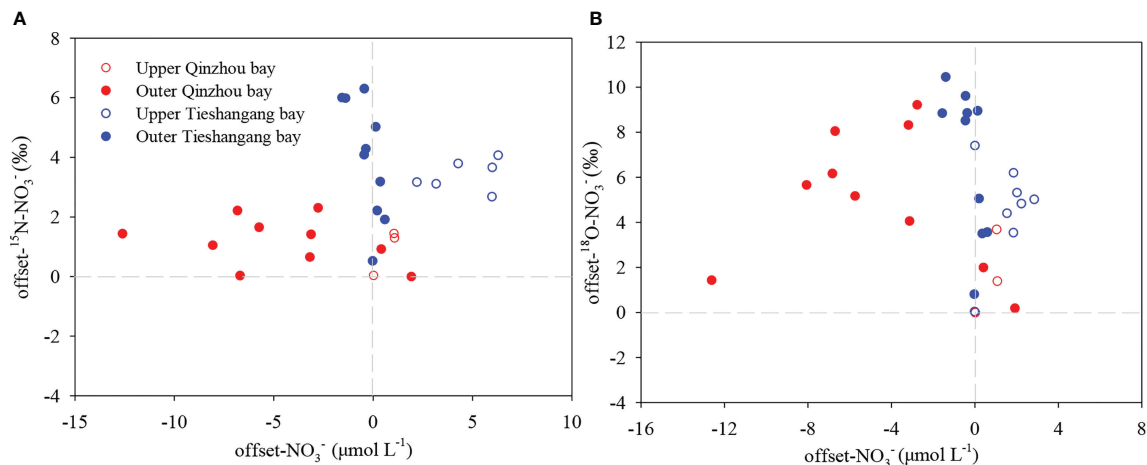 A
B
8
6
4
2
0
-2
-4
-15
-10
-5
0
5
10
offset-¹⁵N-NO₃⁻ (‰)
offset-NO₃⁻ (μmol L⁻¹)
Upper Qinzhou bay
Outer Qinzhou bay
Upper Tieshangang bay
Outer Tieshangang bay
12
10
8
6
4
2
0
-2
-4
-16
-12
-8
-4
0
4
8
offset-¹⁸O-NO₃⁻ (‰)
offset-NO₃⁻ (μmol L⁻¹)